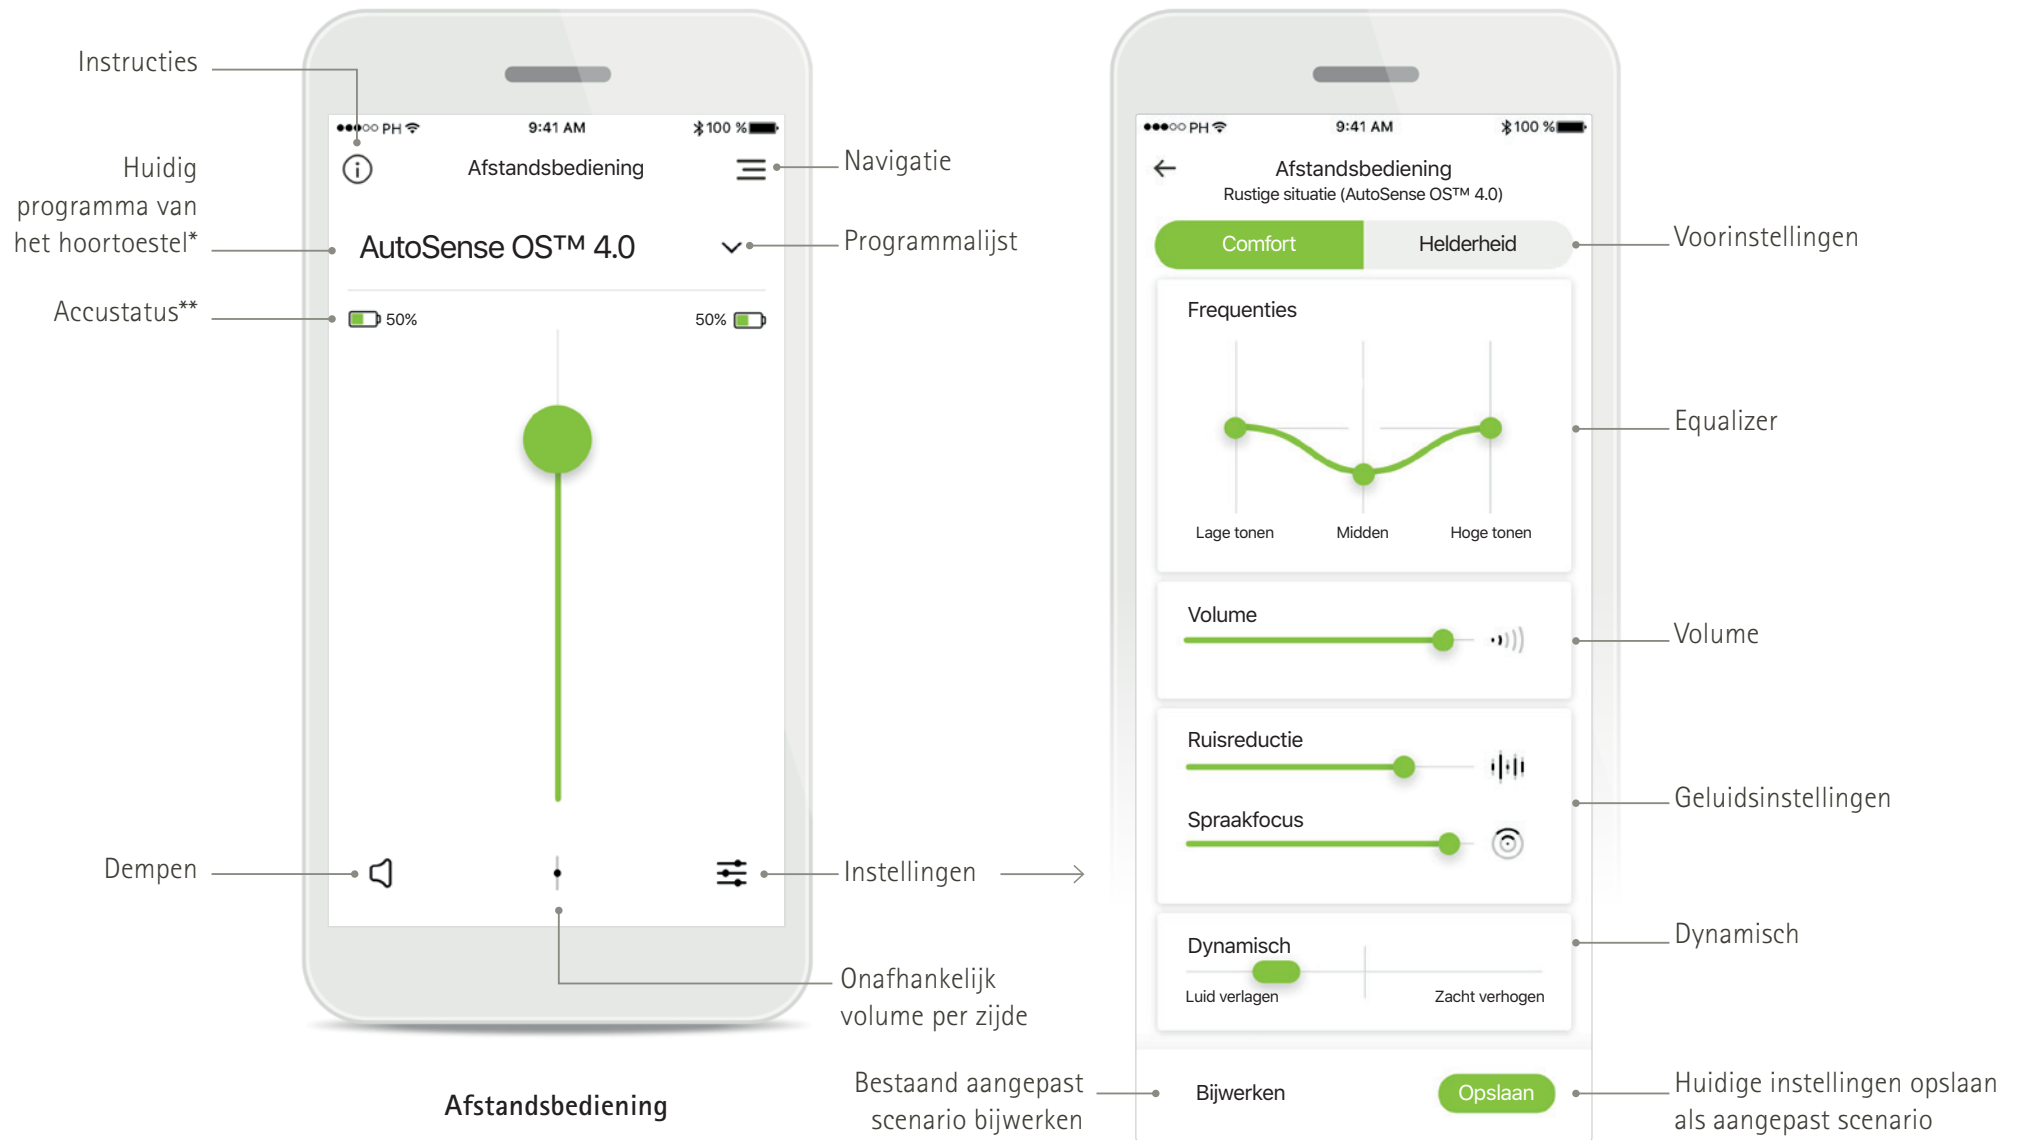 Instructies
Huidig
programma van
het hoortoestel*
Accustatus**
Dempen
PH
9:41 AM
100 %
Afstandsbediening
AutoSense OS™ 4.0
50%
50%
Navigatie
Programmalijst
Instellingen
Onafhankelijk
volume per zijde
Afstandsbediening
PH
9:41 AM
100 %
Afstandsbediening
Rustige situatie (AutoSense OS™ 4.0)
Comfort
Helderheid
Frequenties
Lage tonen
Midden
Hoge tonen
Volume
Ruisreductie
Spraakfocus
Dynamisch
Luid verlagen
Zacht verhogen
Bijwerken
Opslaan
Voorinstellingen
Equalizer
Volume
Geluidsinstellingen
Dynamisch
Bestaand aangepast
scenario bijwerken
Huidige instellingen opslaan
als aangepast scenario